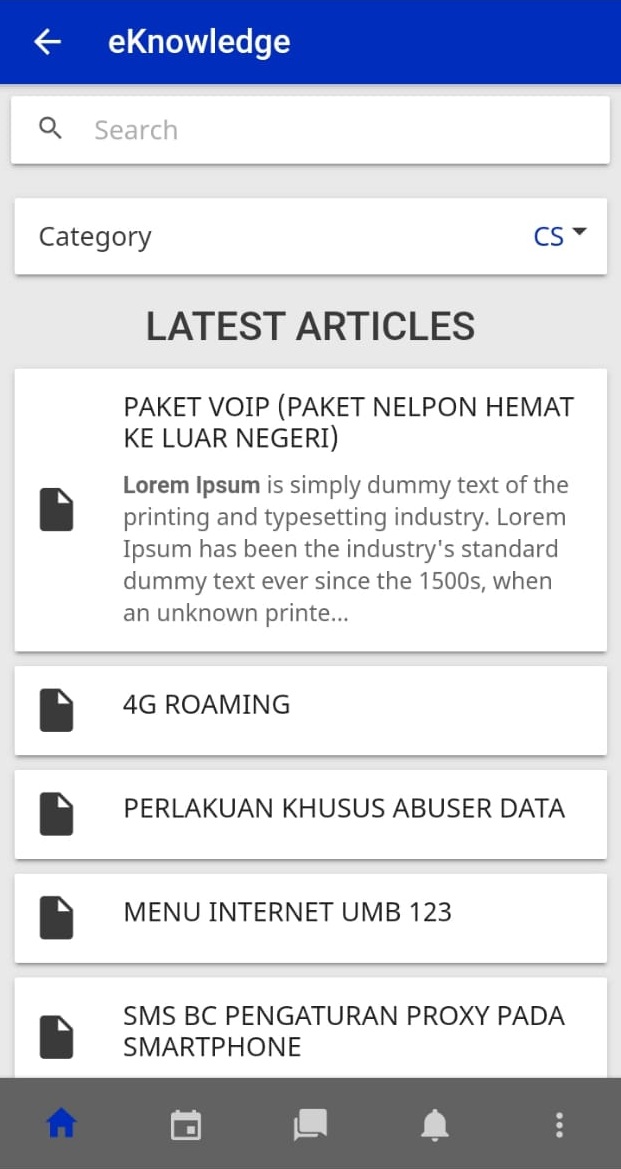 eKnowledge
Search
Category
CS
LATEST ARTICLES
PAKET VOIP (PAKET NELPON HEMAT
KE LUAR NEGERI)
Lorem Ipsum is simply dummy text of the
printing and typesetting industry. Lorem
Ipsum has been the industry's standard
dummy text ever since the 1500s, when
an unknown printe...
4G ROAMING
PERLAKUAN KHUSUS ABUSER DATA
MENU INTERNET UMB 123
SMS BC PENGATURAN PROXY PADA
SMARTPHONE